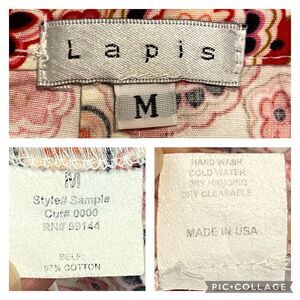 Lapis
M
M
Style# Sample
Cut# 0000
RN# 99144
SELF:
97% COTTON
HAND WASH
COLD WATER
DRY HANGING
DRY CLEANABLE
MADE IN USA
PIC•COLLAGE